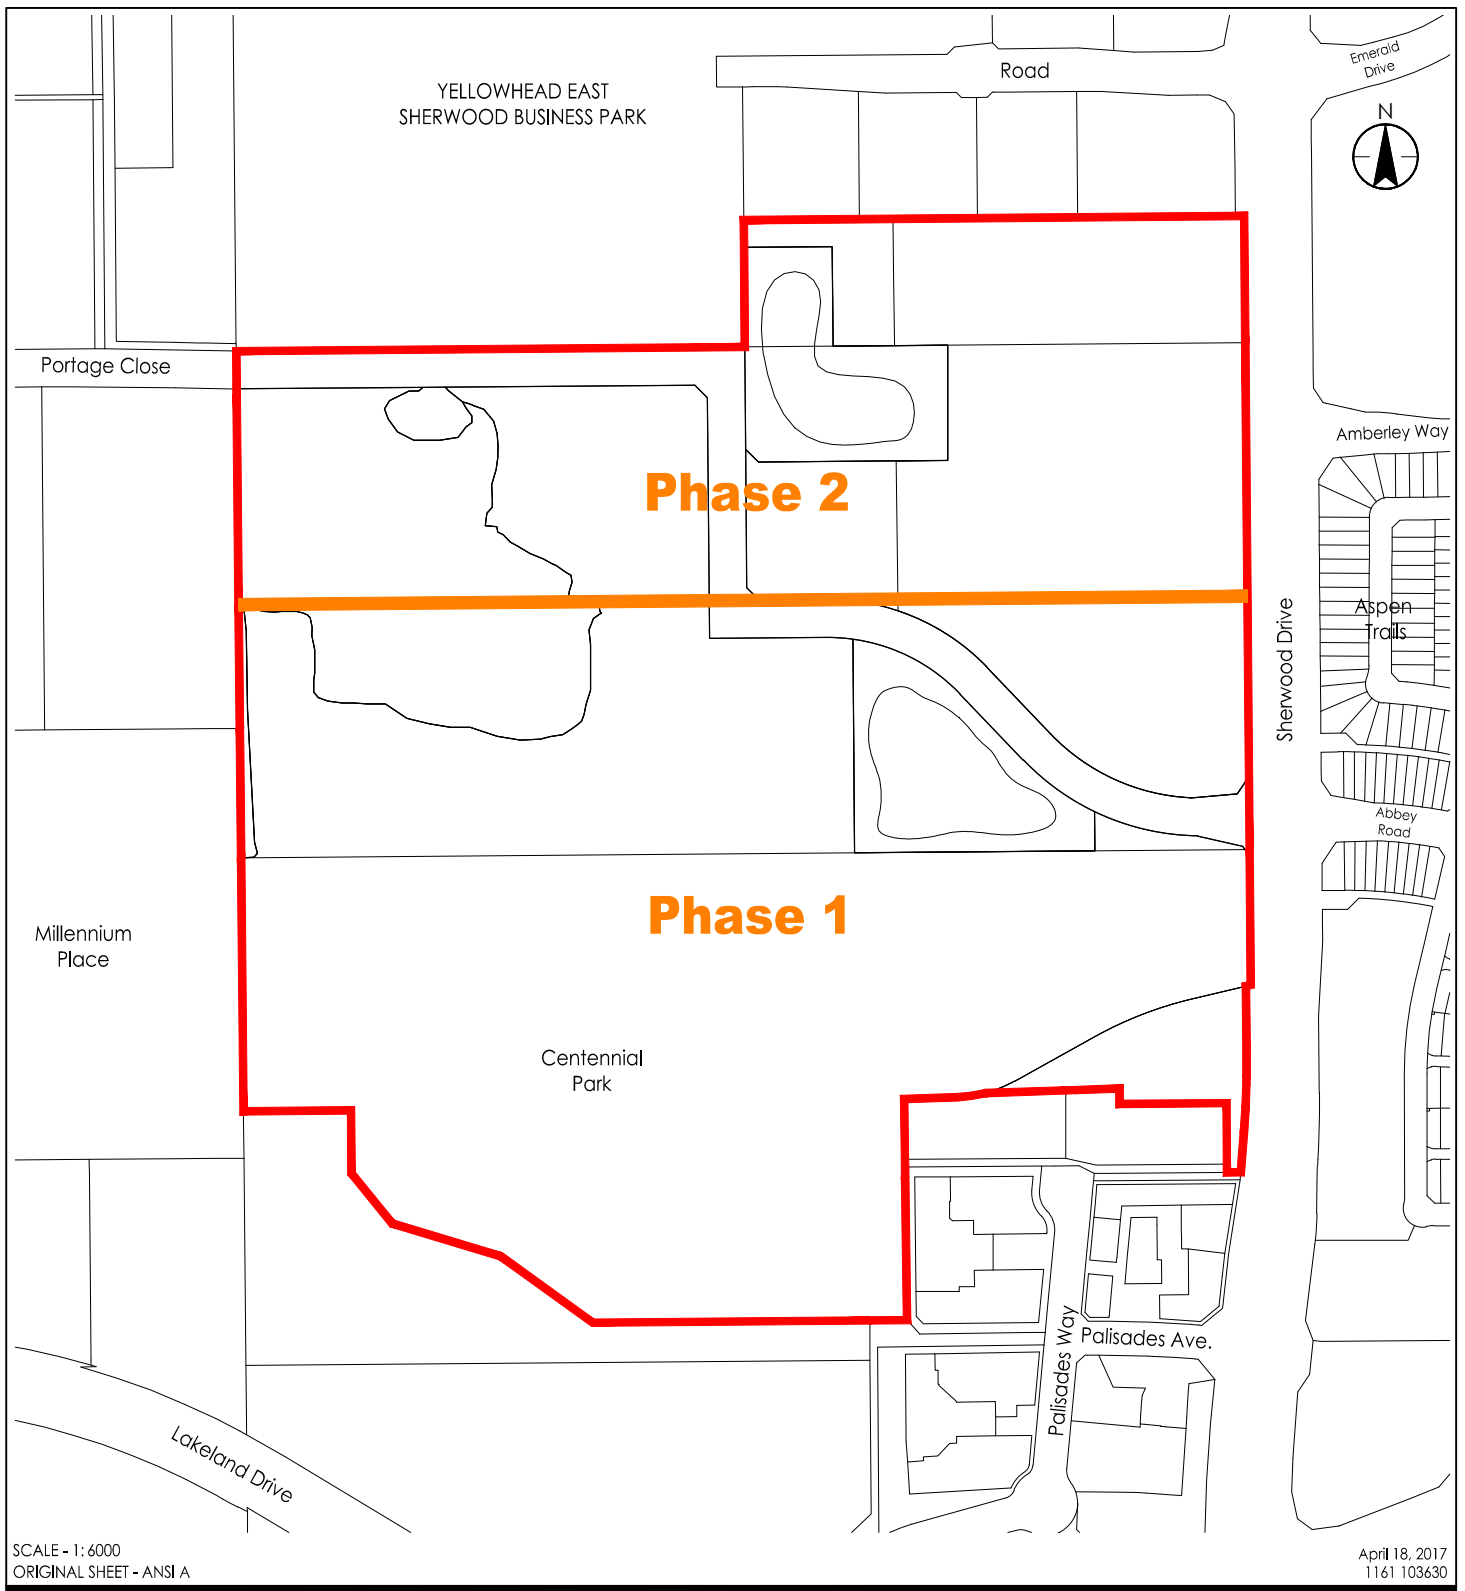 YELLOWHEAD EAST
SHERWOOD BUSINESS PARK
Road
Emerald
Drive
N
Portage Close
Amberley Way
Phase 2
Sherwood Drive
Aspen
Trails
Abbey
Road
Phase 1
Millennium
Place
Centennial
Park
Palisades Way
Palisades Ave.
Lakeland Drive
SCALE - 1:6000
ORIGINAL SHEET - ANSI A
April 18, 2017
1161 103630